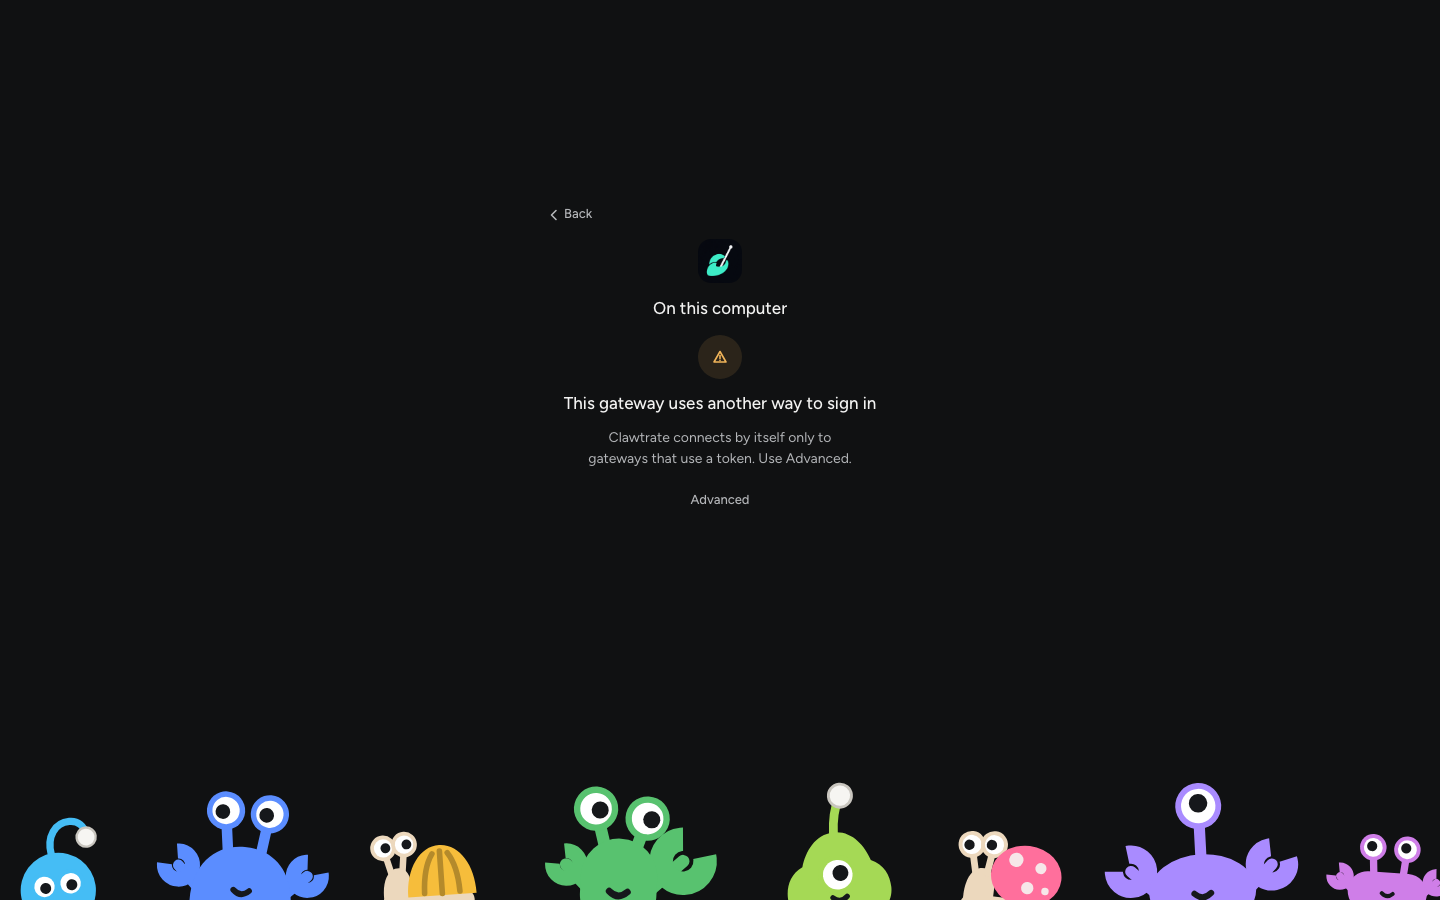 Back
On this computer
This gateway uses another way to sign in
Clawtrate connects by itself only to
gateways that use a token. Use Advanced.
Advanced